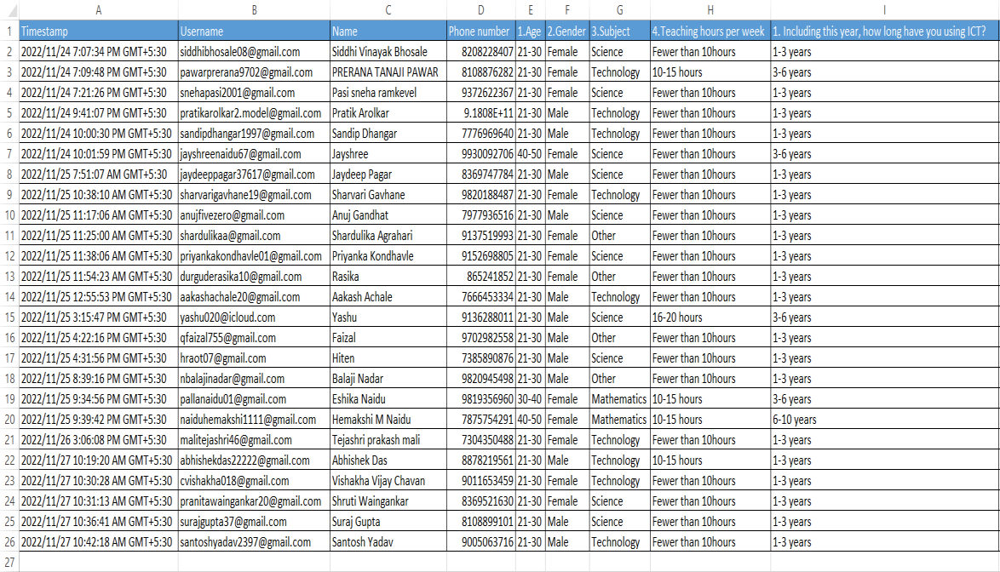 A B C D E F G H I
1 Timestamp Username Name Phone number 1.Age 2.Gender 3.Subject 4.Teaching hours per week 1. Including this year, how long have you using ICT?
2 2022/11/24 7:07:34 PM GMT+5:30 siddhibhosale08@gmail.com Siddhi Vinayak Bhosale 8208228407 21-30 Female Science Fewer than 10hours 1-3 years
3 2022/11/24 7:09:48 PM GMT+5:30 pawarprerana9702@gmail.com PRERANA TANAJI PAWAR 8108876282 21-30 Female Technology 10-15 hours 3-6 years
4 2022/11/24 7:21:26 PM GMT+5:30 snehapasi2001@gmail.com Pasi sneha ramkevel 9372622367 21-30 Female Science Fewer than 10hours 1-3 years
5 2022/11/24 9:41:07 PM GMT+5:30 pratikarolkar2.model@gmail.com Pratik Arolkar 9.1808E+11 21-30 Male Technology Fewer than 10hours 1-3 years
6 2022/11/24 10:00:30 PM GMT+5:30 sandipdhangar1997@gmail.com Sandip Dhangar 7776969640 21-30 Male Technology Fewer than 10hours 1-3 years
7 2022/11/24 10:01:59 PM GMT+5:30 jayshreenaidu67@gmail.com Jayshree 9930092706 40-50 Female Science Fewer than 10hours 3-6 years
8 2022/11/25 7:51:07 AM GMT+5:30 jaydeeppagar37617@gmail.com Jaydeep Pagar 8369747784 21-30 Male Science Fewer than 10hours 1-3 years
9 2022/11/25 10:38:10 AM GMT+5:30 sharvarigavhane19@gmail.com Sharvari Gavhane 9820188487 21-30 Female Technology Fewer than 10hours 1-3 years
10 2022/11/25 11:17:06 AM GMT+5:30 anujfivezero@gmail.com Anuj Gandhat 7977936516 21-30 Male Science Fewer than 10hours 1-3 years
11 2022/11/25 11:25:00 AM GMT+5:30 shardulikaa@gmail.com Shardulika Agrahari 9137519993 21-30 Female Other Fewer than 10hours 1-3 years
12 2022/11/25 11:38:06 AM GMT+5:30 priyankakondhavle01@gmail.com Priyanka Kondhavle 9152698805 21-30 Female Science Fewer than 10hours 1-3 years
13 2022/11/25 11:54:23 AM GMT+5:30 durguderasika10@gmail.com Rasika 865241852 21-30 Female Other Fewer than 10hours 1-3 years
14 2022/11/25 12:55:53 PM GMT+5:30 aakashachale20@gmail.com Aakash Achale 7666453334 21-30 Male Technology Fewer than 10hours 1-3 years
15 2022/11/25 3:15:47 PM GMT+5:30 yashu020@icloud.com Yashu 9136288011 21-30 Male Science 16-20 hours 3-6 years
16 2022/11/25 4:22:16 PM GMT+5:30 qfaizal755@gmail.com Faizal 9702982558 21-30 Male Other Fewer than 10hours 1-3 years
17 2022/11/25 4:31:56 PM GMT+5:30 hraot07@gmail.com Hiten 7385890876 21-30 Male Science Fewer than 10hours 1-3 years
18 2022/11/25 8:39:16 PM GMT+5:30 nbalajinadar@gmail.com Balaji Nadar 9820945498 21-30 Male Other Fewer than 10hours 1-3 years
19 2022/11/25 9:34:56 PM GMT+5:30 pallanaidu01@gmail.com Eshika Naidu 9819356960 30-40 Female Mathematics 10-15 hours 3-6 years
20 2022/11/25 9:39:42 PM GMT+5:30 naiduhemakshi1111@gmail.com Hemakshi M Naidu 7875754291 40-50 Female Mathematics 10-15 hours 6-10 years
21 2022/11/26 3:06:08 PM GMT+5:30 malitejashri46@gmail.com Tejashri prakash mali 7304350488 21-30 Female Technology Fewer than 10hours 1-3 years
22 2022/11/27 10:19:20 AM GMT+5:30 abhishekdas22222@gmail.com Abhishek Das 8878219561 21-30 Male Technology 10-15 hours 1-3 years
23 2022/11/27 10:30:28 AM GMT+5:30 cvishakha018@gmail.com Vishakha Vijay Chavan 9011653459 21-30 Female Technology Fewer than 10hours 1-3 years
24 2022/11/27 10:31:13 AM GMT+5:30 pranitawaingankar20@gmail.com Shruti Waingankar 8369521630 21-30 Female Science Fewer than 10hours 1-3 years
25 2022/11/27 10:36:41 AM GMT+5:30 surajgupta37@gmail.com Suraj Gupta 8108899101 21-30 Male Science Fewer than 10hours 1-3 years
26 2022/11/27 10:42:18 AM GMT+5:30 santoshyadav2397@gmail.com Santosh Yadav 9005063716 21-30 Male Technology Fewer than 10hours 1-3 years
27